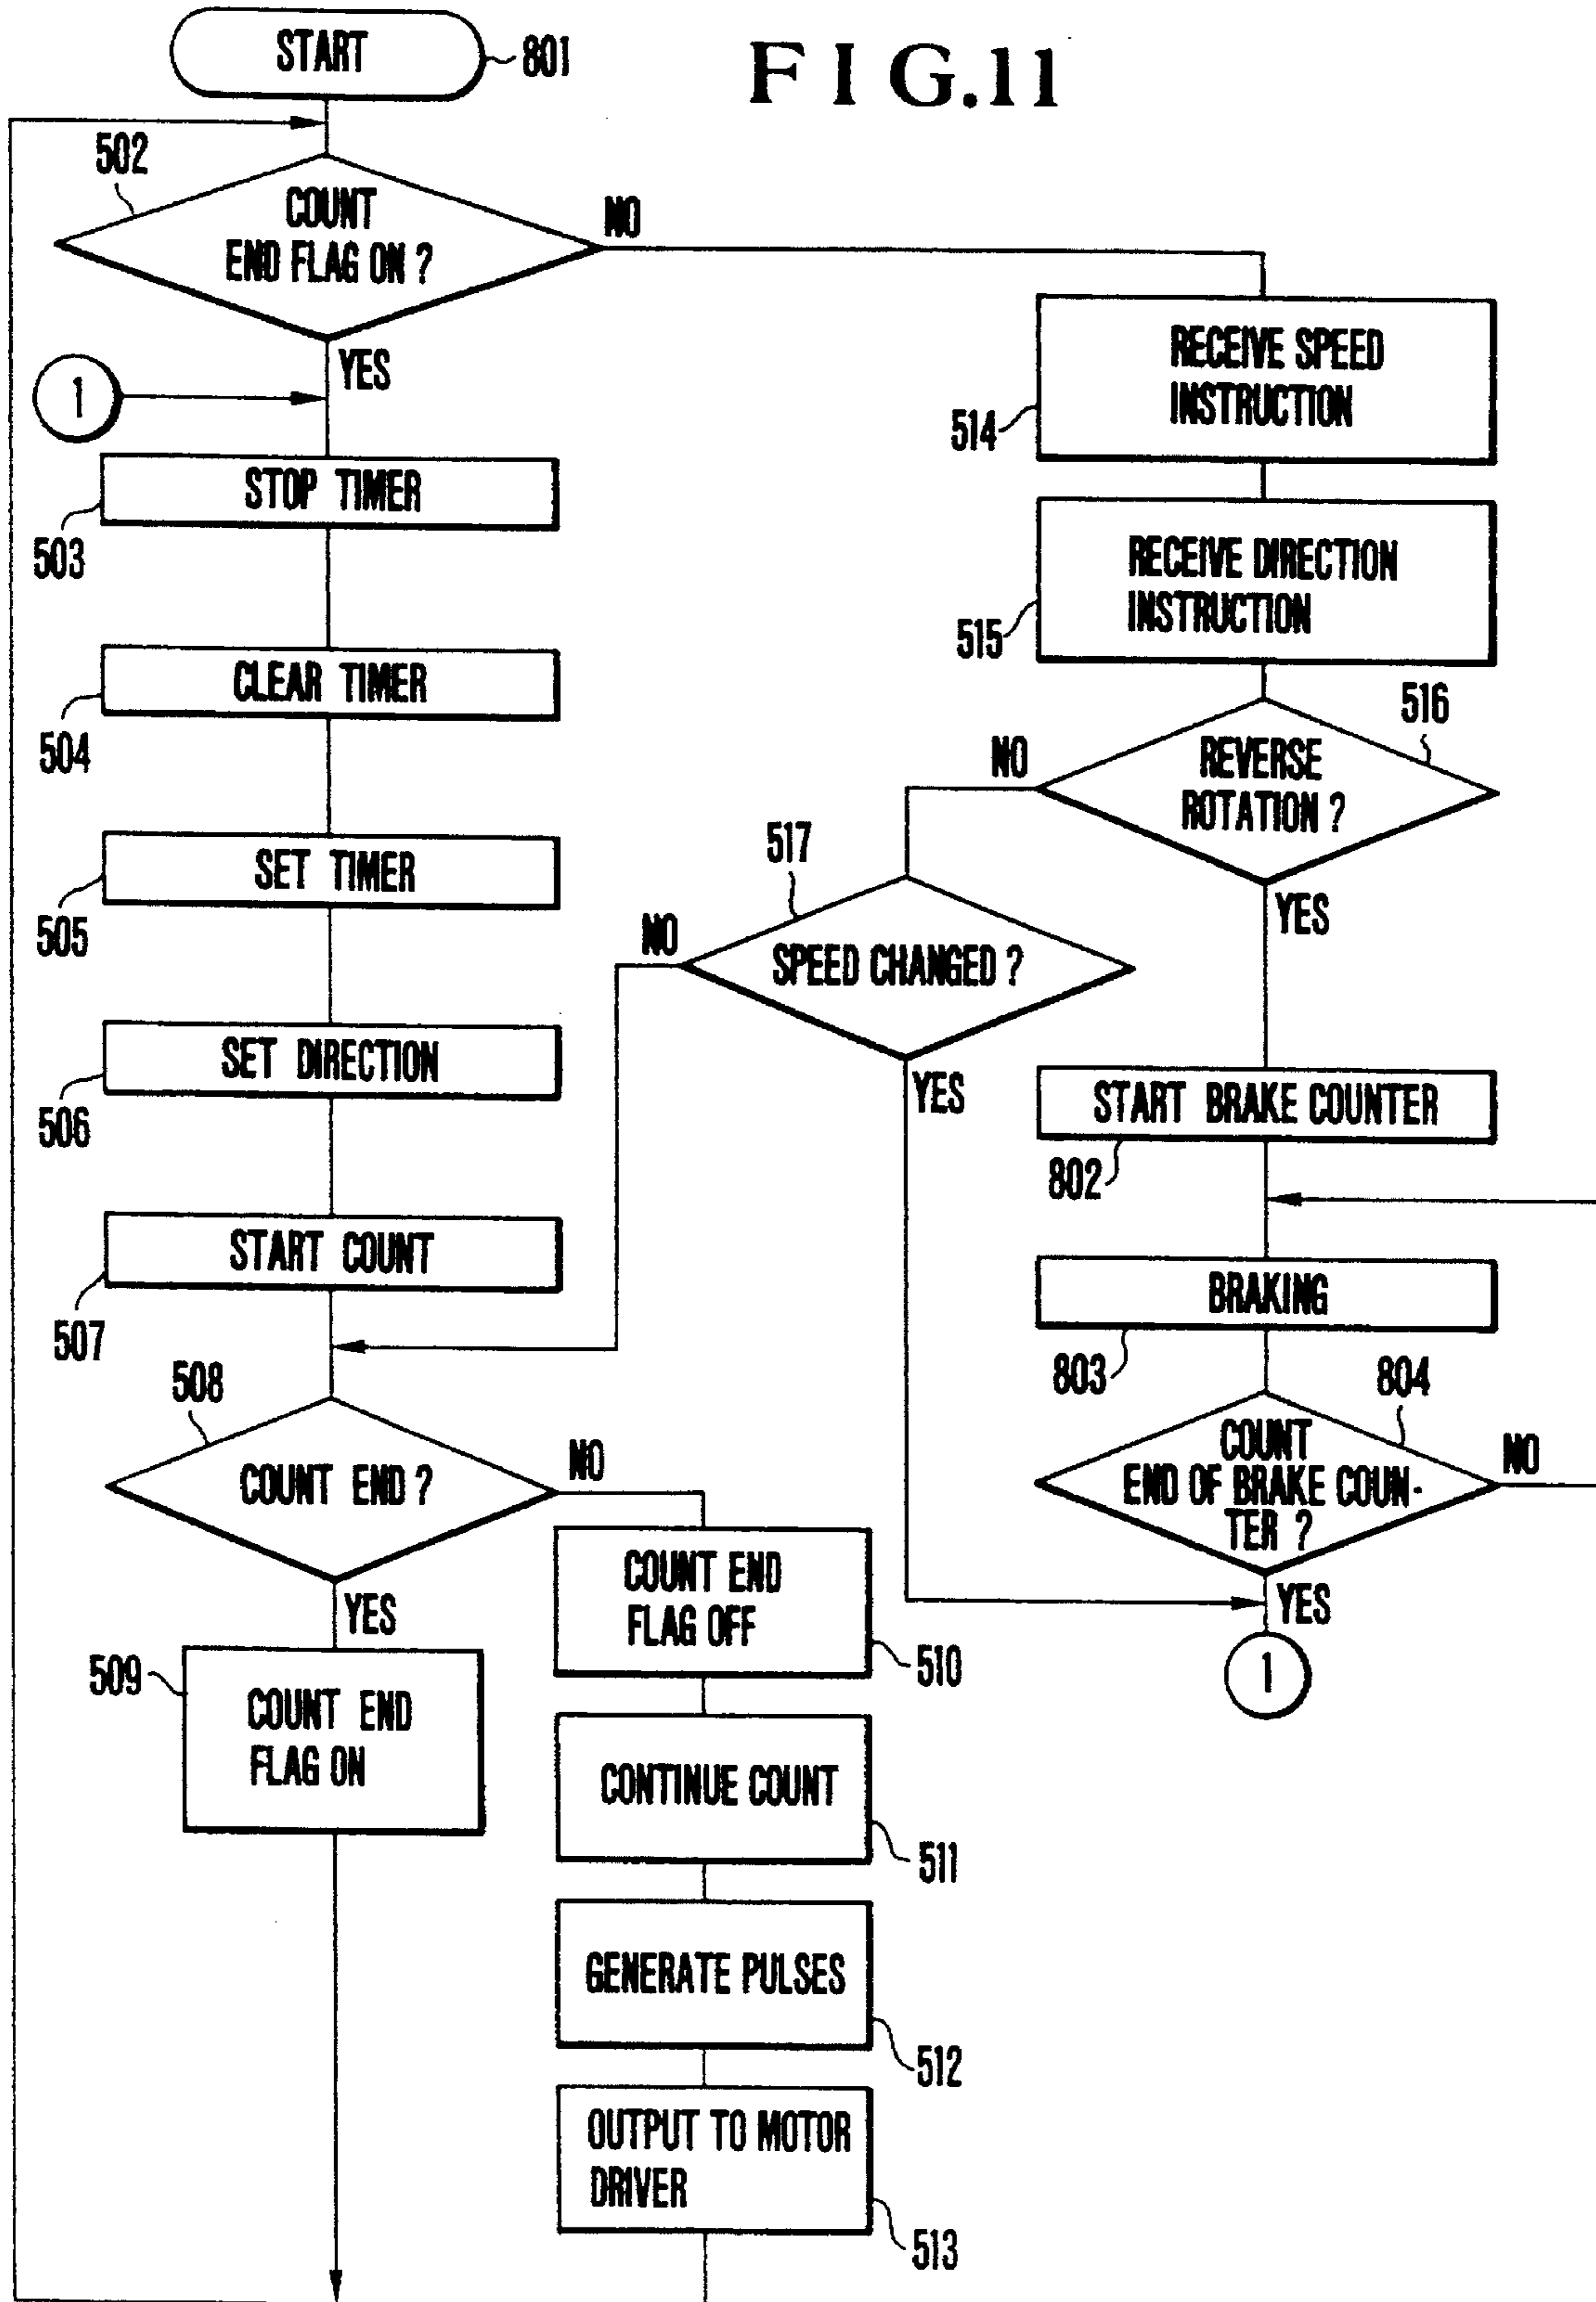 START
801
FIG.11
502
COUNT
END FLAG ON ?
NO
YES
1
STOP TIMER
503
CLEAR TIMER
504
SET TIMER
505
SET DIRECTION
506
START COUNT
507
508
COUNT END ?
NO
YES
509
COUNT END
FLAG ON
COUNT END
FLAG OFF
510
CONTINUE COUNT
511
GENERATE PULSES
512
OUTPUT TO MOTOR
DRIVER
513
RECEIVE SPEED
INSTRUCTION
514
RECEIVE DIRECTION
INSTRUCTION
515
516
REVERSE
ROTATION ?
NO
YES
517
SPEED CHANGED ?
NO
YES
START BRAKE COUNTER
802
BRAKING
803
804
COUNT
END OF BRAKE COUN-
TER ?
NO
YES
1